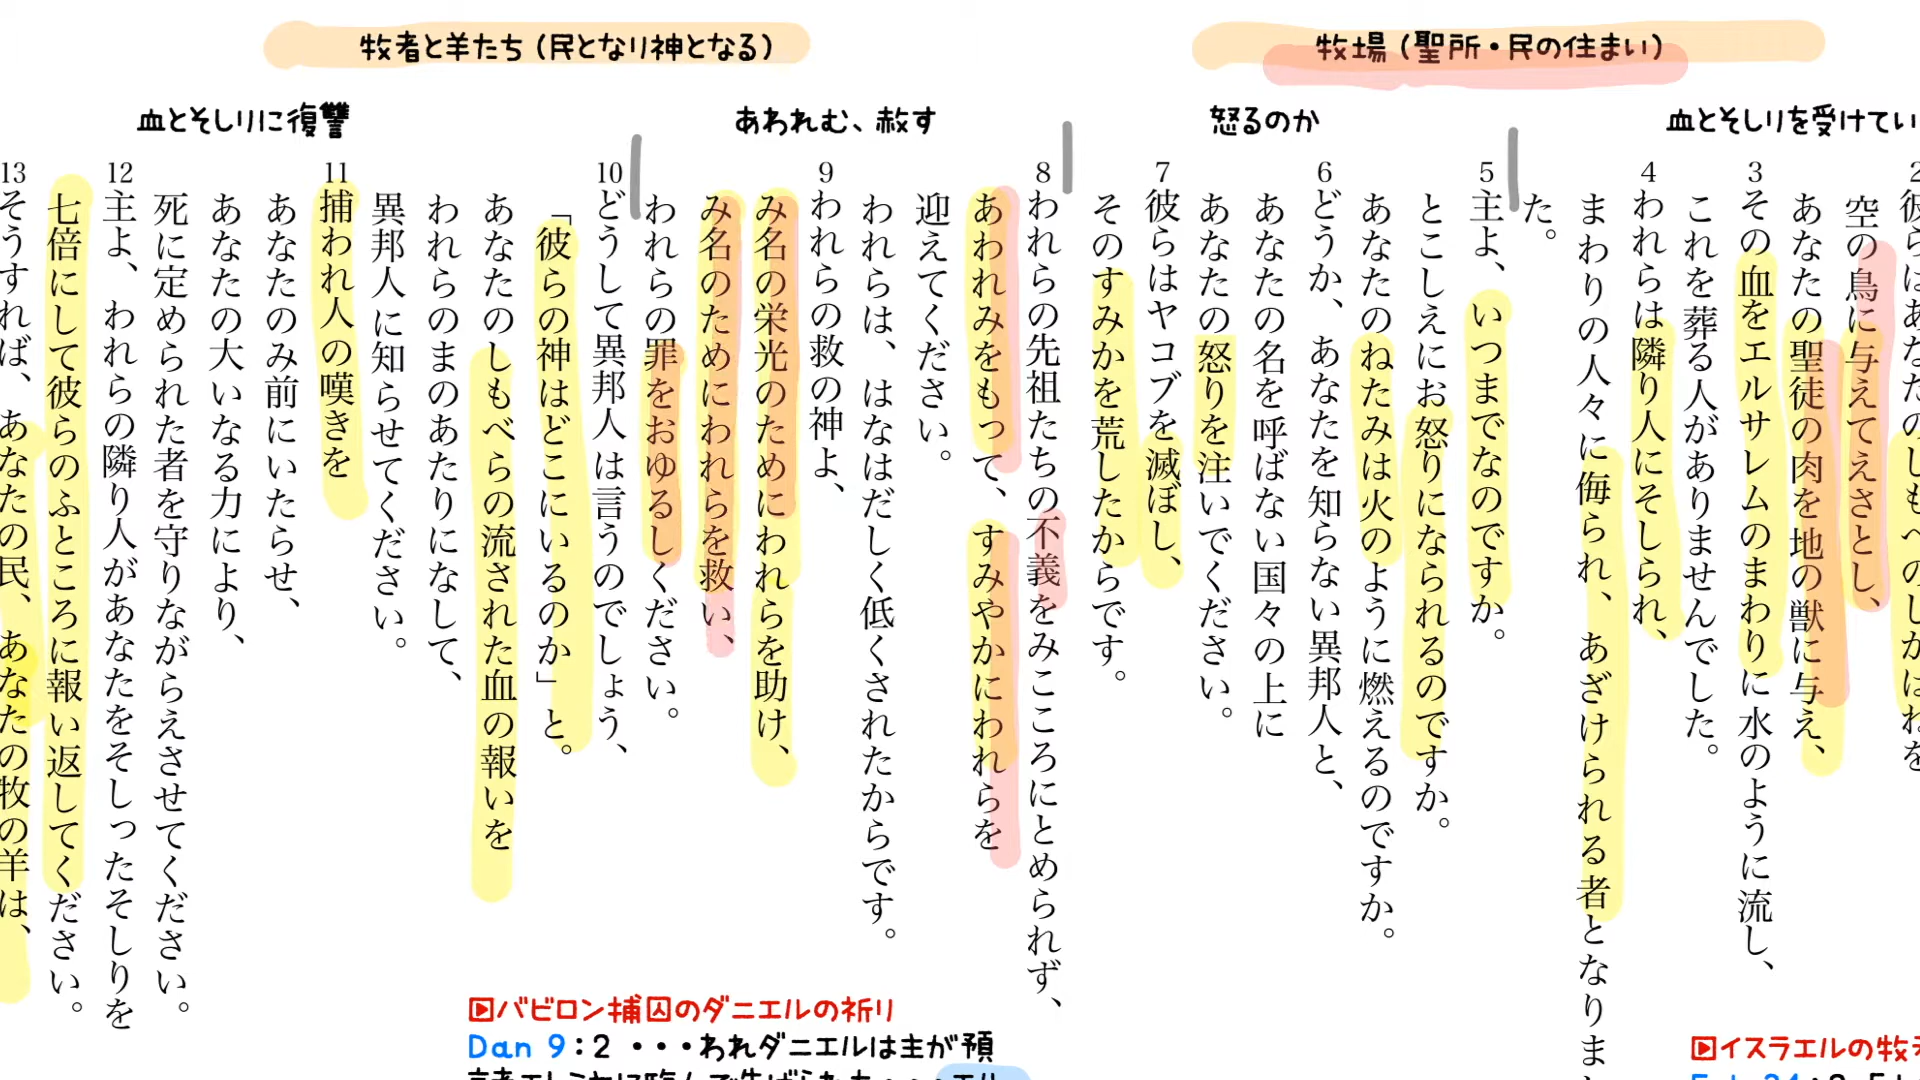 牧場（聖所・民の住まい）
牧者と羊たち（民となり神となる）
血とそしりを受けてい
怒るのか
あわれむ、赦す
血とそしりに復讐
2
彼らはあなたのしもべのしかばねを
空の鳥に与えてえさとし、
あなたの聖徒の肉を地の獣に与え、
3
その血をエルサレムのまわりに水のように流し、
これを葬る人がありませんでした。
4
われらは隣り人にそしられ、
まわりの人々に侮られ、あざけられる者となりまし
た。
5
主よ、いつまでなのですか。
とこしえにお怒りになられるのですか。
あなたのねたみは火のように燃えるのですか。
6
どうか、あなたを知らない異邦人と、
あなたの名を呼ばない国々の上に
あなたの怒りを注いでください。
7
彼らはヤコブを滅ぼし、
そのすみかを荒したからです。
8
われらの先祖たちの不義をみこころにとめられず、
あわれみをもって、すみやかにわれらを
迎えてください。
われらは、はなはだしく低くされたからです。
9
われらの救の神よ、
み名の栄光のためにわれらを助け、
み名のためにわれらを救い、
われらの罪をおゆるしください。
10
どうして異邦人は言うのでしょう、
「彼らの神はどこにいるのか」と。
あなたのしもべらの流された血の報いを
われらのまのあたりになして、
異邦人に知らせてください。
11
捕われ人の嘆きを
あなたのみ前にいたらせ、
あなたの大いなる力により、
死に定められた者を守りながらえさせてください。
12
主よ、われらの隣り人があなたをそしったそしりを
七倍にして彼らのふところに報い返してください。
13
そうすれば、あなたの民、あなたの牧の羊は、
▶イスラエルの牧
▶バビロン捕囚のダニエルの祈り
Dan 9：2 ・・・われダニエルは主が預